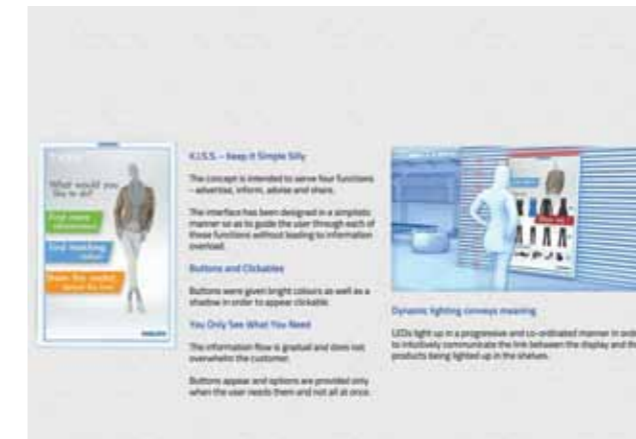 What would you
like to do?
Find more
Find matching
Share the outfit
PHILIPS
K.I.S.S. – Keep It Simple Silly
The concept is intended to serve four functions
- advertise, inform, advise and share.
The interface has been designed in a simplistic
manner so as to guide the user through each of
these functions without leading to information
overload.
Buttons and Clickables
Buttons were given bright colours as well as a
shadow in order to appear clickable.
You Only See What You Need
The information flow is gradual and does not
overwhelm the customer.
Buttons appear and options are provided only
when the user needs them and not all at once.
Dynamic lighting conveys meaning
LEDs light up in a progressive and co-ordinated manner in
to intuitively communicate the link between the display and the
products being lighted up in the shelves.